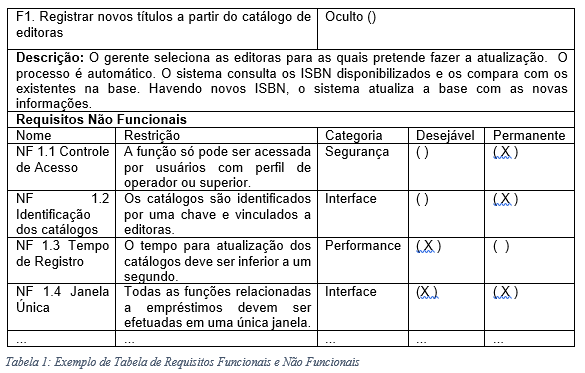 F1. Registrar novos títulos a partir do catálogo de
editoras
Oculto ()
Descrição: O gerente seleciona as editoras para as quais pretende fazer a atualização. O
processo é automático. O sistema consulta os ISBN disponibilizados e os compara com os
existentes na base. Havendo novos ISBN, o sistema atualiza a base com as novas
informações.
Requisitos Não Funcionais
Nome Restrição Categoria Desejável Permanente
NF 1.1 Controle
de Acesso
A função só pode ser acessada
por usuários com perfil de
operador ou superior.
Segurança
( )
( X )
NF 1.2
Identificação
dos catálogos
Os catálogos são identificados
por uma chave e vinculados a
editoras.
Interface
( )
( X )
NF 1.3 Tempo
de Registro
O tempo para atualização dos
catálogos deve ser inferior a um
segundo.
Performance
( X )
( )
NF 1.4 Janela
Única
Todas as funções relacionadas
a empréstimos devem ser
efetuadas em uma única janela.
Interface
(X )
( X )
... ... ... ... ...
Tabela 1: Exemplo de Tabela de Requisitos Funcionais e Não Funcionais